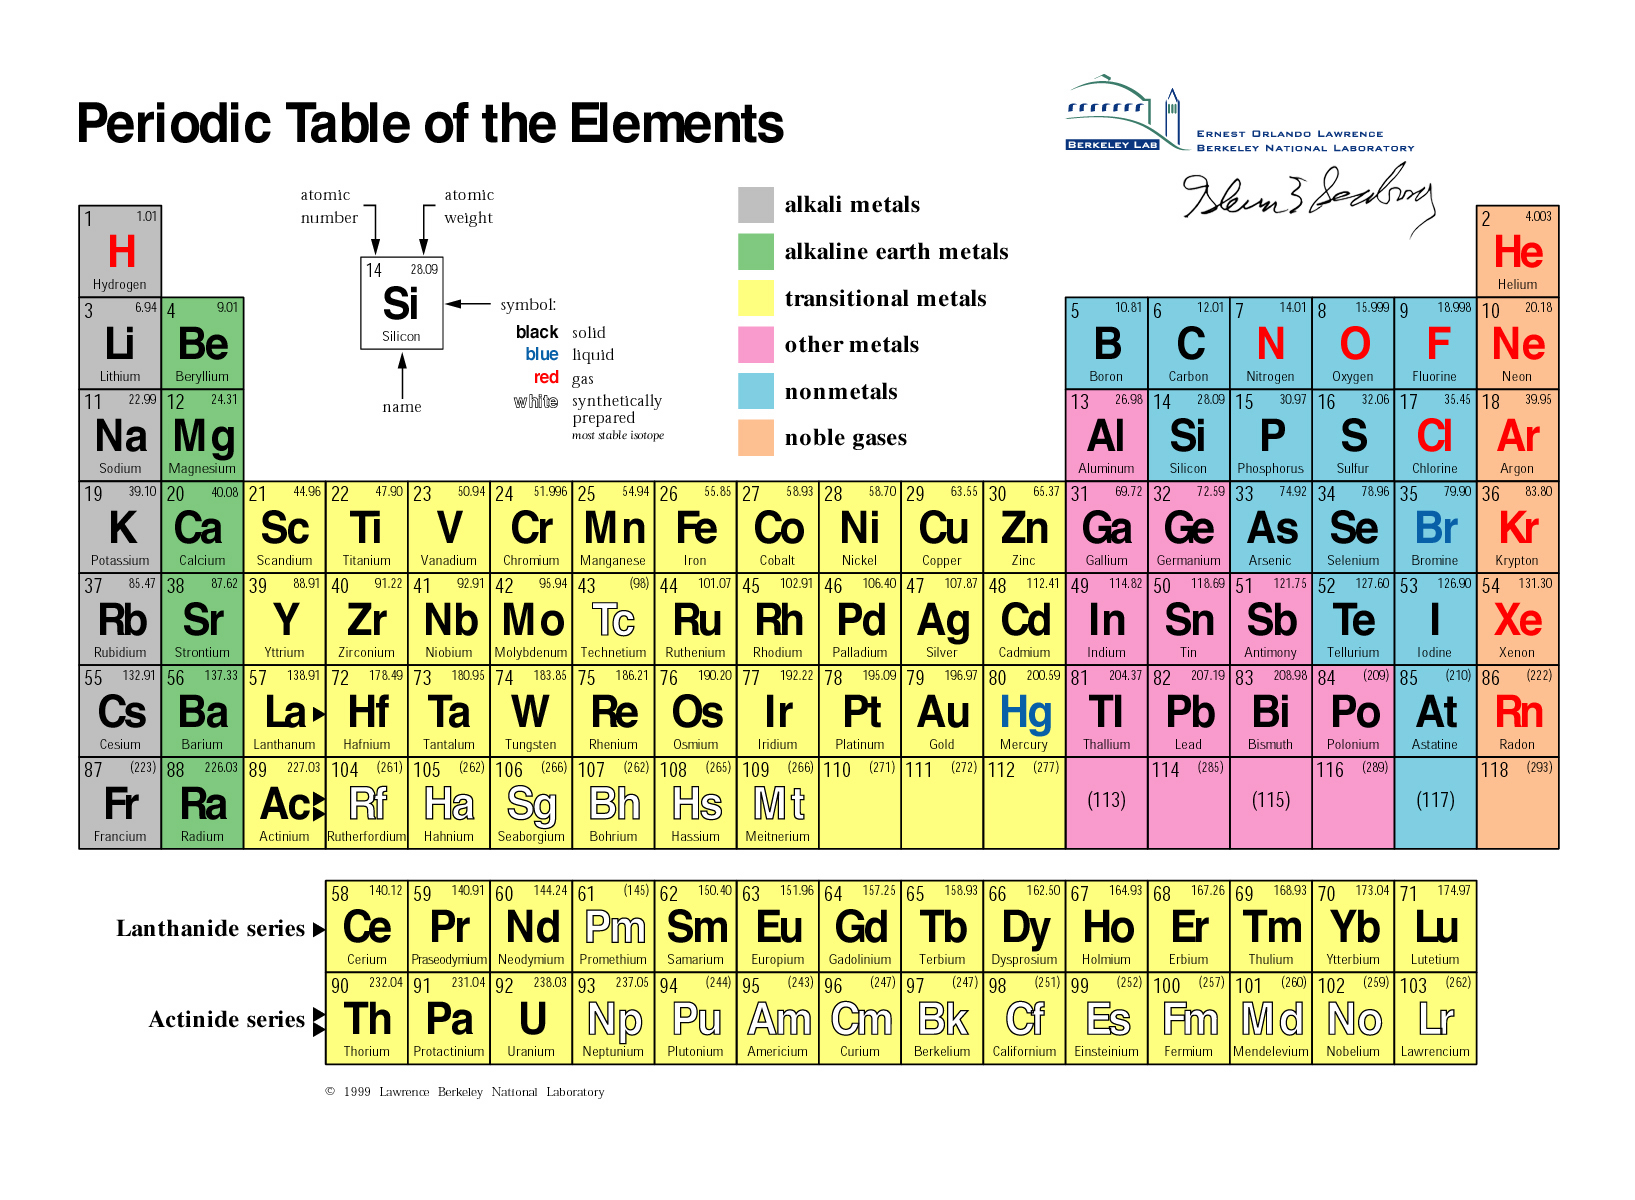 Periodic Table of the Elements
BERKELEY LAB
ERNEST ORLANDO LAWRENCE
BERKELEY NATIONAL LABORATORY
Glenn T Seaborg
atomic number
atomic weight
14 28.09
Si
Silicon
name
symbol:
black solid
blue liquid
red gas
white synthetically
prepared
most stable isotope
alkali metals
alkaline earth metals
transitional metals
other metals
nonmetals
noble gases
1 1.01 2 4.003
H He
Hydrogen Helium
3 6.94 4 9.01 5 10.81 6 12.01 7 14.01 8 15.999 9 18.998 10 20.18
Li Be B C N O F Ne
Lithium Beryllium Boron Carbon Nitrogen Oxygen Fluorine Neon
11 22.99 12 24.31 13 26.98 14 28.09 15 30.97 16 32.06 17 35.45 18 39.95
Na Mg Al Si P S Cl Ar
Sodium Magnesium Aluminum Silicon Phosphorus Sulfur Chlorine Argon
19 39.10 20 40.08 21 44.96 22 47.90 23 50.94 24 51.996 25 54.94 26 55.85 27 58.93 28 58.70 29 63.55 30 65.37 31 69.72 32 72.59 33 74.92 34 78.96 35 79.90 36 83.80
K Ca Sc Ti V Cr Mn Fe Co Ni Cu Zn Ga Ge As Se Br Kr
Potassium Calcium Scandium Titanium Vanadium Chromium Manganese Iron Cobalt Nickel Copper Zinc Gallium Germanium Arsenic Selenium Bromine Krypton
37 85.47 38 87.62 39 88.91 40 91.22 41 92.91 42 95.94 43 (98) 44 101.07 45 102.91 46 106.40 47 107.87 48 112.41 49 114.82 50 118.69 51 121.75 52 127.60 53 126.90 54 131.30
Rb Sr Y Zr Nb Mo Tc Ru Rh Pd Ag Cd In Sn Sb Te I Xe
Rubidium Strontium Yttrium Zirconium Niobium Molybdenum Technetium Ruthenium Rhodium Palladium Silver Cadmium Indium Tin Antimony Tellurium Iodine Xenon
55 132.91 56 137.33 57 138.91 72 178.49 73 180.95 74 183.85 75 186.21 76 190.20 77 192.22 78 195.09 79 196.97 80 200.59 81 204.37 82 207.19 83 208.98 84 (209) 85 (210) 86 (222)
Cs Ba La Hf Ta W Re Os Ir Pt Au Hg Tl Pb Bi Po At Rn
Cesium Barium Lanthanum Hafnium Tantalum Tungsten Rhenium Osmium Iridium Platinum Gold Mercury Thallium Lead Bismuth Polonium Astatine Radon
87 (223) 88 226.03 89 227.03 104 (261) 105 (262) 106 (266) 107 (262) 108 (265) 109 (266) 110 (271) 111 (272) 112 (277) 114 (285) 116 (289) 118 (293)
Fr Ra Ac Rf Ha Sg Bh Hs Mt (113) (115) (117)
Francium Radium Actinium Rutherfordium Hahnium Seaborgium Bohrium Hassium Meitnerium
58 140.12 59 140.91 60 144.24 61 (145) 62 150.40 63 151.96 64 157.25 65 158.93 66 162.50 67 164.93 68 167.26 69 168.93 70 173.04 71 174.97
Lanthanide series Ce Pr Nd Pm Sm Eu Gd Tb Dy Ho Er Tm Yb Lu
Cerium Praseodymium Neodymium Promethium Samarium Europium Gadolinium Terbium Dysprosium Holmium Erbium Thulium Ytterbium Lutetium
90 232.04 91 231.04 92 238.03 93 237.05 94 (244) 95 (243) 96 (247) 97 (247) 98 (251) 99 (252) 100 (257) 101 (260) 102 (259) 103 (262)
Actinide series Th Pa U Np Pu Am Cm Bk Cf Es Fm Md No Lr
Thorium Protactinium Uranium Neptunium Plutonium Americium Curium Berkelium Californium Einsteinium Fermium Mendelevium Nobelium Lawrencium
© 1999 Lawrence Berkeley National Laboratory